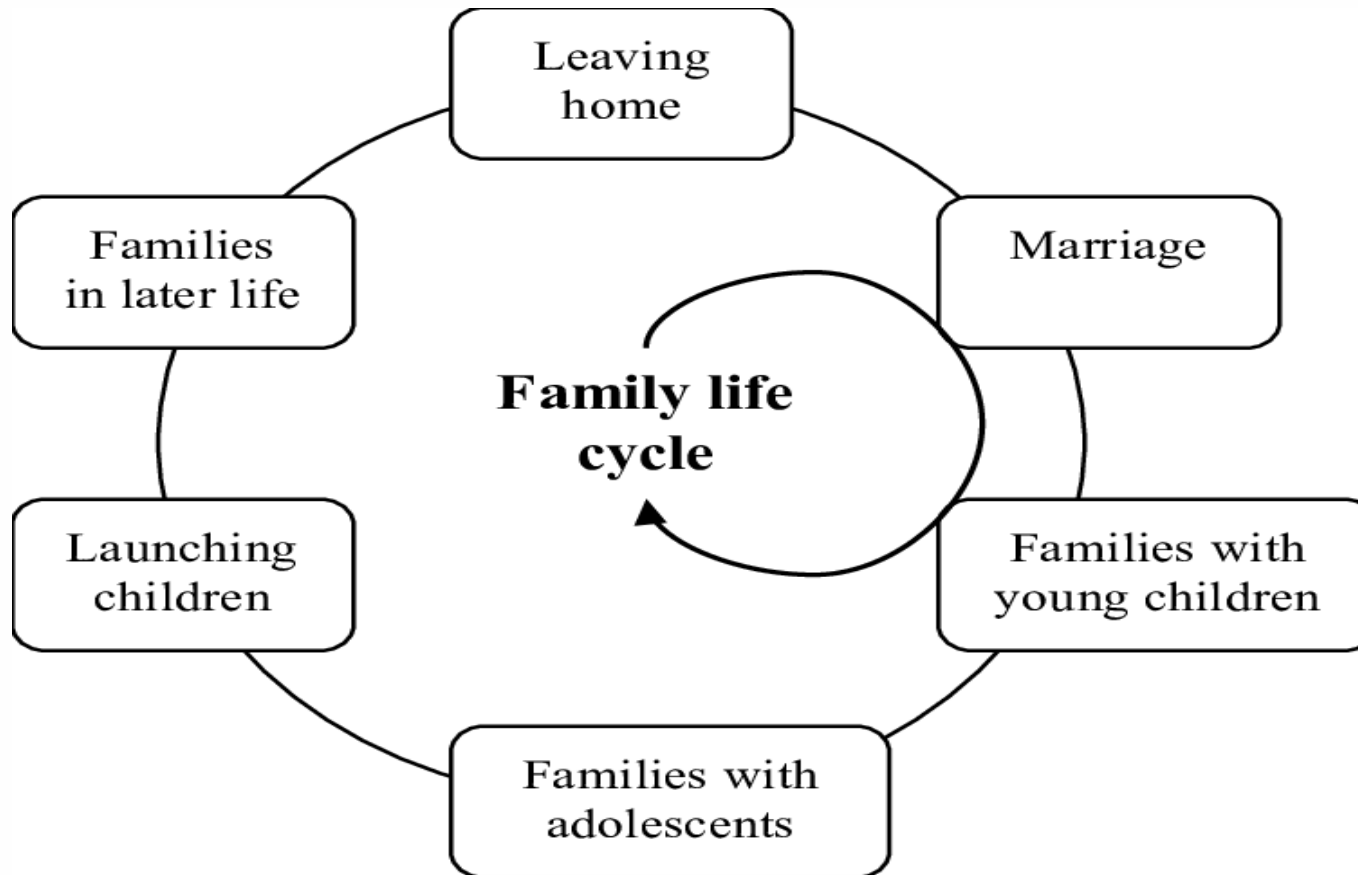 Leaving
home
Marriage
Families with
young children
Families with
adolescents
Launching
children
Families
in later life
Family life
cycle